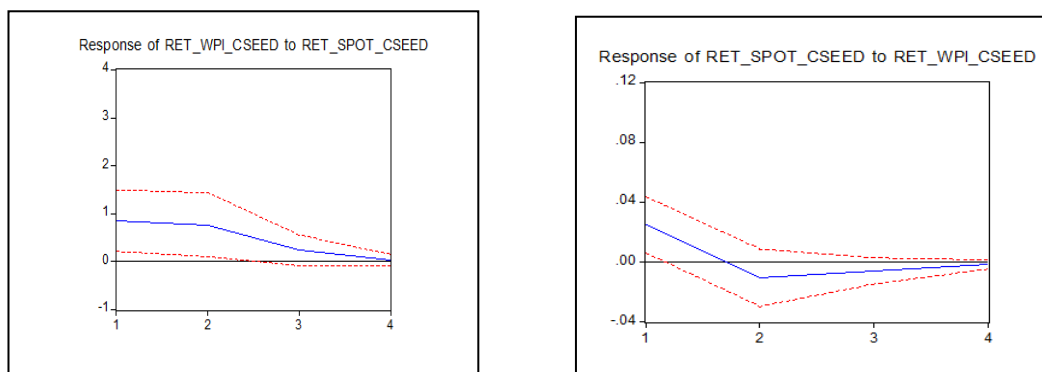 Response of RET_WPI_CSEED to RET_SPOT_CSEED
4
3
2
1
0
-1
1 2 3 4
Response of RET_SPOT_CSEED to RET_WPI_CSEED
.12
.08
.04
.00
-.04
1 2 3 4